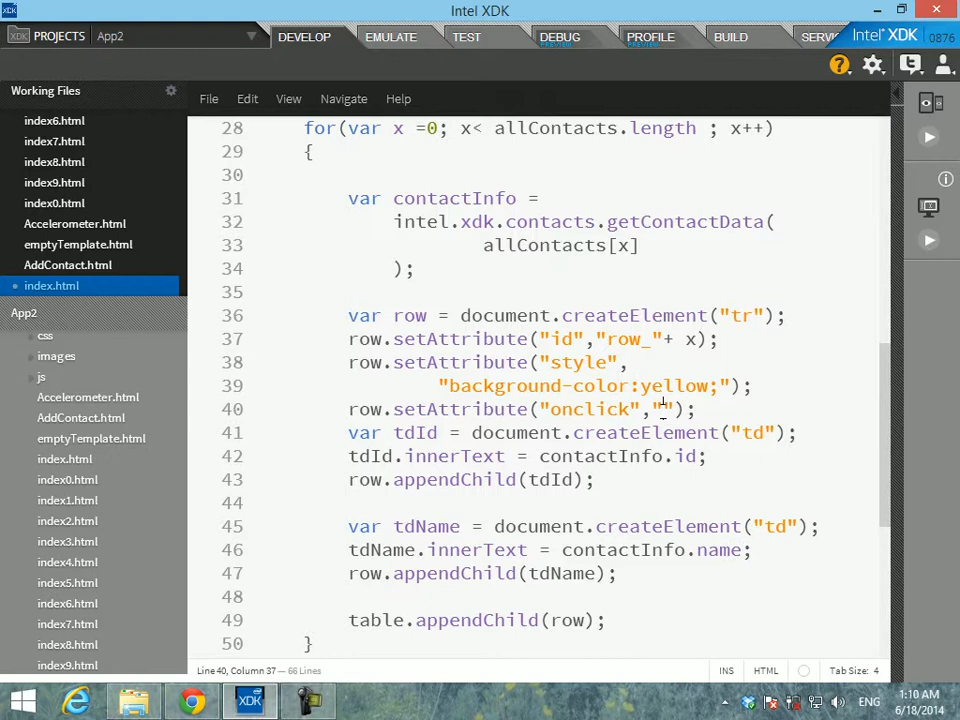 Intel XDK
PROJECTS App2
DEVELOP EMULATE TEST DEBUG PROFILE BUILD SERV Intel XDK 0876
PREVIEW PREVIEW
Working Files
File Edit View Navigate Help
index6.html
index7.html
index8.html
index9.html
index0.html
Accelerometer.html
emptyTemplate.html
AddContact.html
index.html
App2
css
images
js
Accelerometer.html
AddContact.html
emptyTemplate.html
index.html
index0.html
index1.html
index2.html
index3.html
index4.html
index5.html
index6.html
index7.html
index8.html
index9.html
28 for(var x =0; x< allContacts.length ; x++)
29 {
30
31 var contactInfo =
32 intel.xdk.contacts.getContactData(
33 allContacts[x]
34 );
35
36 var row = document.createElement("tr");
37 row.setAttribute("id","row_"+ x);
38 row.setAttribute("style",
39 "background-color:yellow;");
40 row.setAttribute("onclick","");
41 var tdId = document.createElement("td");
42 tdId.innerText = contactInfo.id;
43 row.appendChild(tdId);
44
45 var tdName = document.createElement("td");
46 tdName.innerText = contactInfo.name;
47 row.appendChild(tdName);
48
49 table.appendChild(row);
50 }
Line 40, Column 37 — 66 Lines INS HTML Tab Size: 4
XDK ENG 1:10 AM
6/18/2014